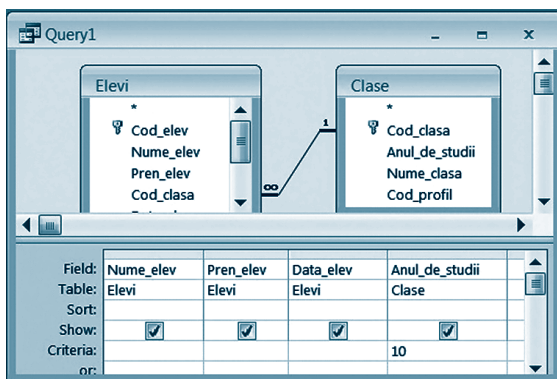 Query1
Elevi
*
Cod_elev
Nume_elev
Pren_elev
Cod_clasa
Clase
*
Cod_clasa
Anul_de_studii
Nume_clasa
Cod_profil
∞ 1
Field: Nume_elev Pren_elev Data_elev Anul_de_studii
Table: Elevi Elevi Elevi Clase
Sort:
Show:
Criteria: 10
or: